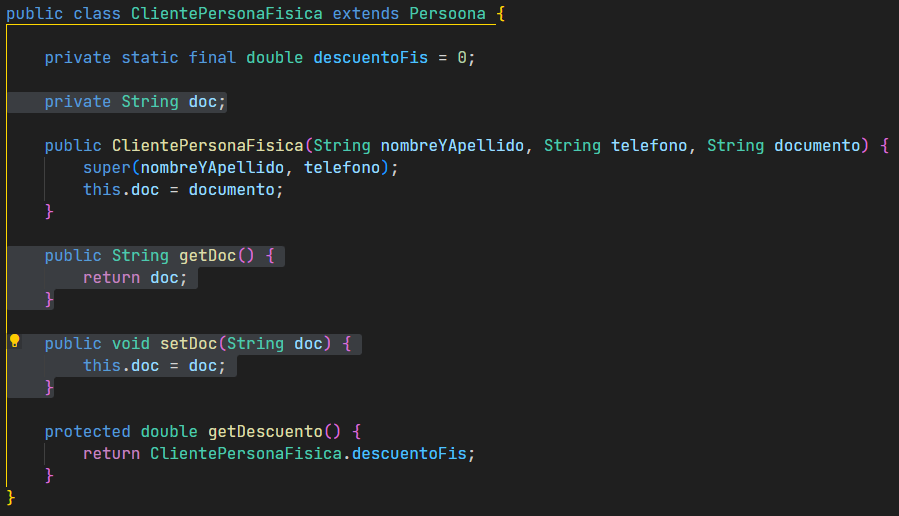 public class ClientePersonaFisica extends Persoona {
private static final double descuentoFis = 0;
private String doc;
public ClientePersonaFisica(String nombreYApellido, String telefono, String documento) {
super(nombreYApellido, telefono);
this.doc = documento;
}
public String getDoc() {
return doc;
}
public void setDoc(String doc) {
this.doc = doc;
}
protected double getDescuento() {
return ClientePersonaFisica.descuentoFis;
}
}